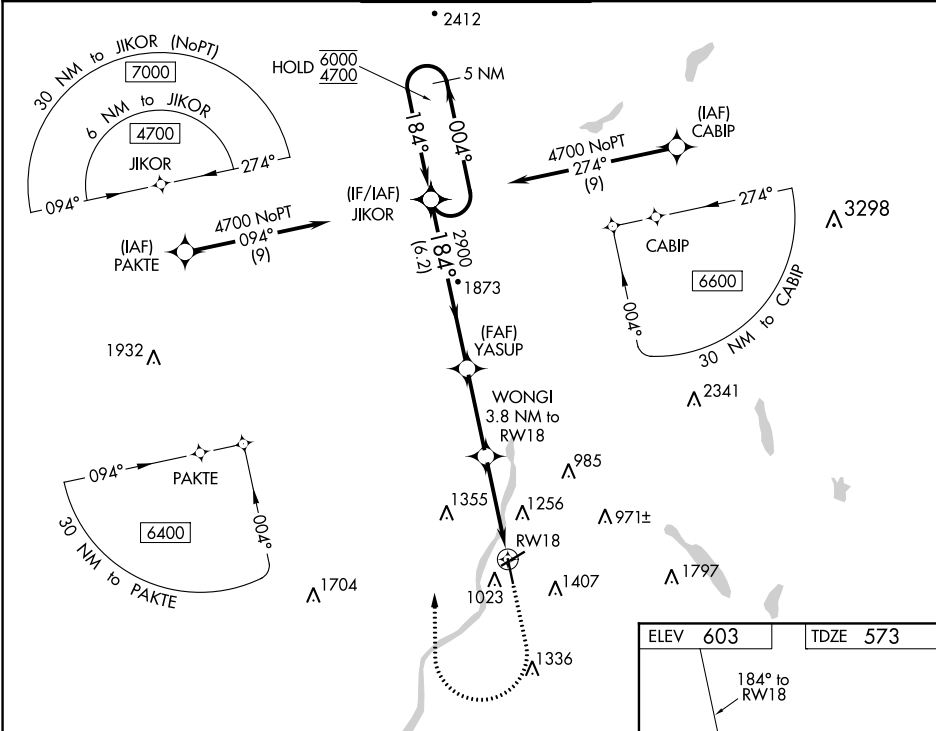 2412
30 NM to JIKOR (NoPT)
7000
6 NM to JIKOR
4700
JIKOR
094°
274°
HOLD 6000
4700
5 NM
184°
004°
(IF/IAF)
JIKOR
(IAF)
CABIP
4700 NoPT
274°
(9)
4700 NoPT
094°
(9)
(IAF)
PAKTE
3298
274°
CABIP
6600
004°
30 NM to CABIP
2900
184°
(6.2)
1873
(FAF)
YASUP
1932
2341
WONGI
3.8 NM to
RW18
094°
PAKTE
6400
004°
30 NM to PAKTE
985
1355
1256
971±
RW18
1023
1407
1797
1704
1336
ELEV 603
TDZE 573
184° to
RW18